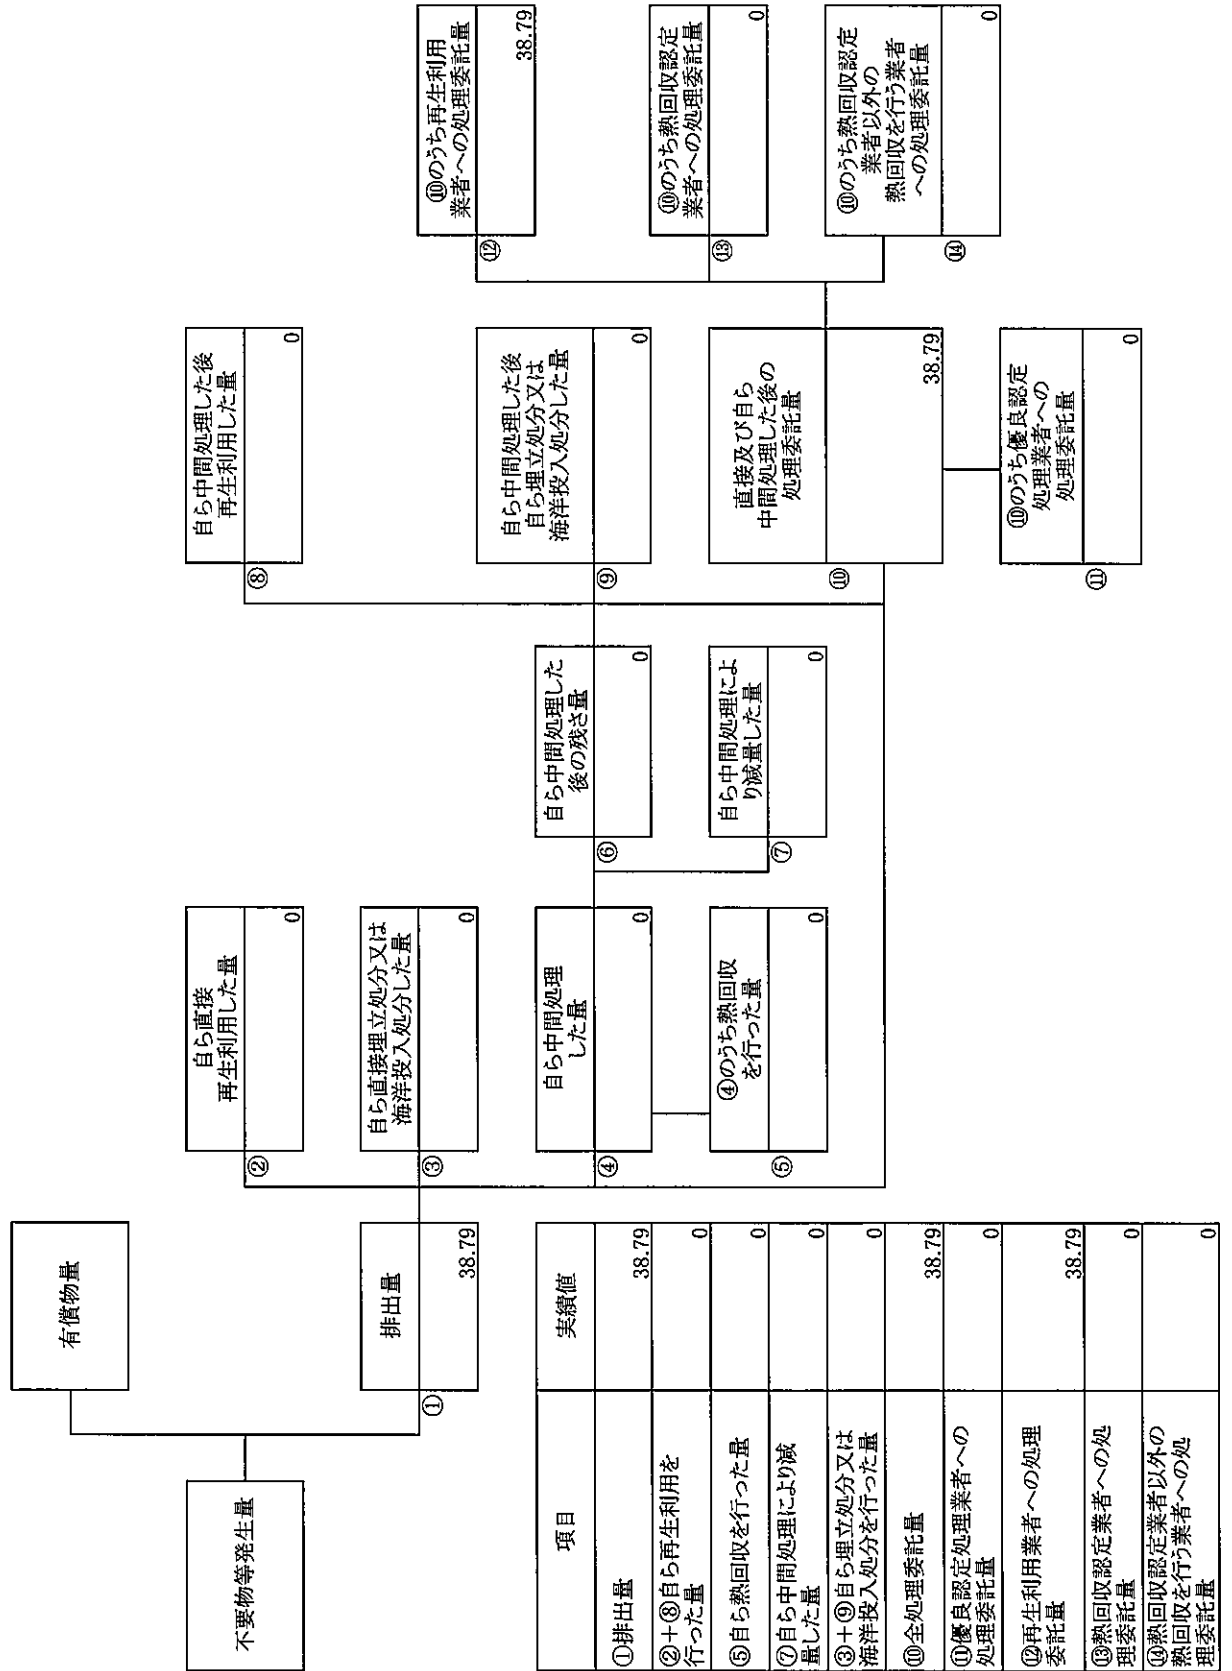 不要物等発生量
有償物量
①
排出量
38.79
②
自ら直接
再生利用した量
0
③
自ら直接埋立処分又は
海洋投入処分した量
0
④
自ら中間処理
した量
0
⑤
④のうち熱回収
を行った量
0
⑥
自ら中間処理した
後の残さ量
0
⑦
自ら中間処理によ
り減量した量
0
⑧
自ら中間処理した後
再生利用した量
0
⑨
自ら中間処理した後
自ら埋立処分又は
海洋投入処分した量
0
⑩
直接及び自ら
中間処理した後の
処理委託量
38.79
⑪
⑩のうち優良認定
処理業者への
処理委託量
0
⑫
⑩のうち再生利用
業者への処理委託量
38.79
⑬
⑩のうち熱回収認定
業者への処理委託量
0
⑭
⑩のうち熱回収認定
業者以外の
熱回収を行う業者
への処理委託量
0
項目 実績値
①排出量 38.79
②+⑧自ら再生利用を
行った量 0
⑤自ら熱回収を行った量 0
⑦自ら中間処理により減
量した量 0
③+⑨自ら埋立処分又は
海洋投入処分を行った量 0
⑩全処理委託量 38.79
⑪優良認定処理業者への
処理委託量 0
⑫再生利用業者への処理
委託量 38.79
⑬熱回収認定業者への処
理委託量 0
⑭熱回収認定業者以外の
熱回収を行う業者への処
理委託量 0